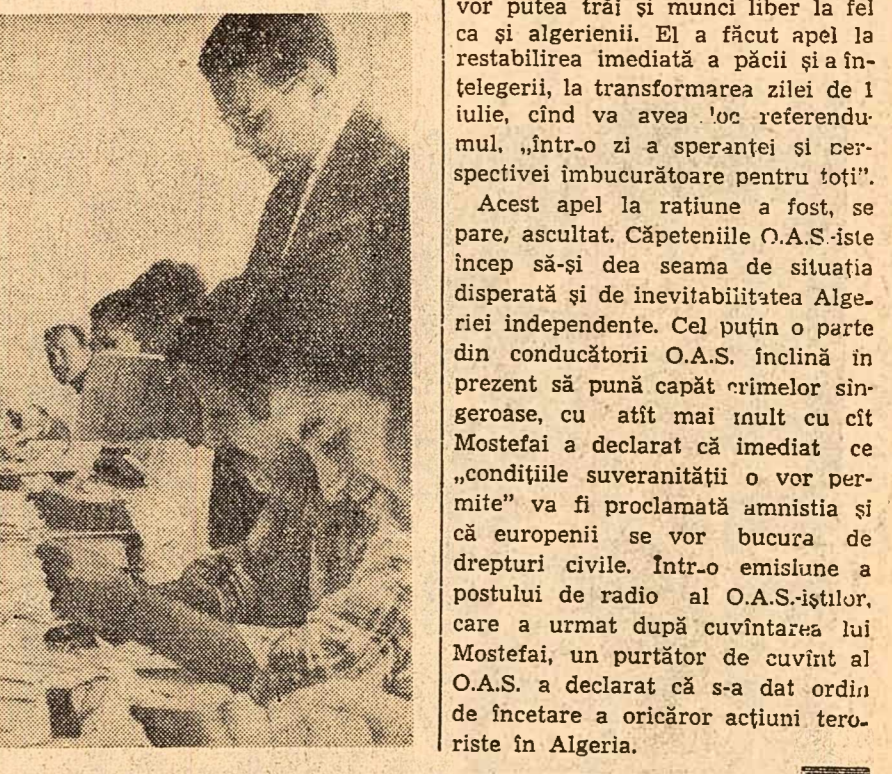 vor putea trăi și munci liber la fel
ca și algerienii. El a făcut apel la
restabilirea imediată a păcii și a în-
țelegerii, la transformarea zilei de 1
iulie, cînd va avea loc referendu-
mul, „într-o zi a speranței și per-
spectivei îmbucurătoare pentru toți”.
Acest apel la rațiune a fost, se
pare, ascultat. Căpeteniile O.A.S.-iste
încep să-și dea seama de situația
disperată și de inevitabilitatea Alge-
riei independente. Cel puțin o parte
din conducătorii O.A.S. înclină în
prezent să pună capăt crimelor sin-
geroase, cu atît mai mult cu cît
Mostefai a declarat că imediat ce
„condițiile suveranității o vor per-
mite” va fi proclamată amnistia și
că europenii se vor bucura de
drepturi civile. Într-o emisiune a
postului de radio al O.A.S.-iștilor,
care a urmat după cuvîntarea lui
Mostefai, un purtător de cuvînt al
O.A.S. a declarat că s-a dat ordin
de încetare a oricăror acțiuni tero-
riste în Algeria.